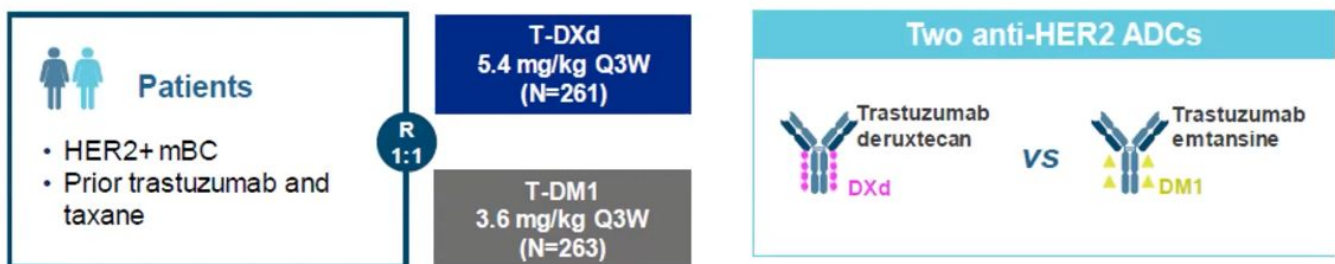 Patients
• HER2+ mBC
• Prior trastuzumab and
taxane
R
1:1
T-DXd
5.4 mg/kg Q3W
(N=261)
T-DM1
3.6 mg/kg Q3W
(N=263)
Two anti-HER2 ADCs
Trastuzumab
deruxtecan
DXd
vs
Trastuzumab
emtansine
DM1